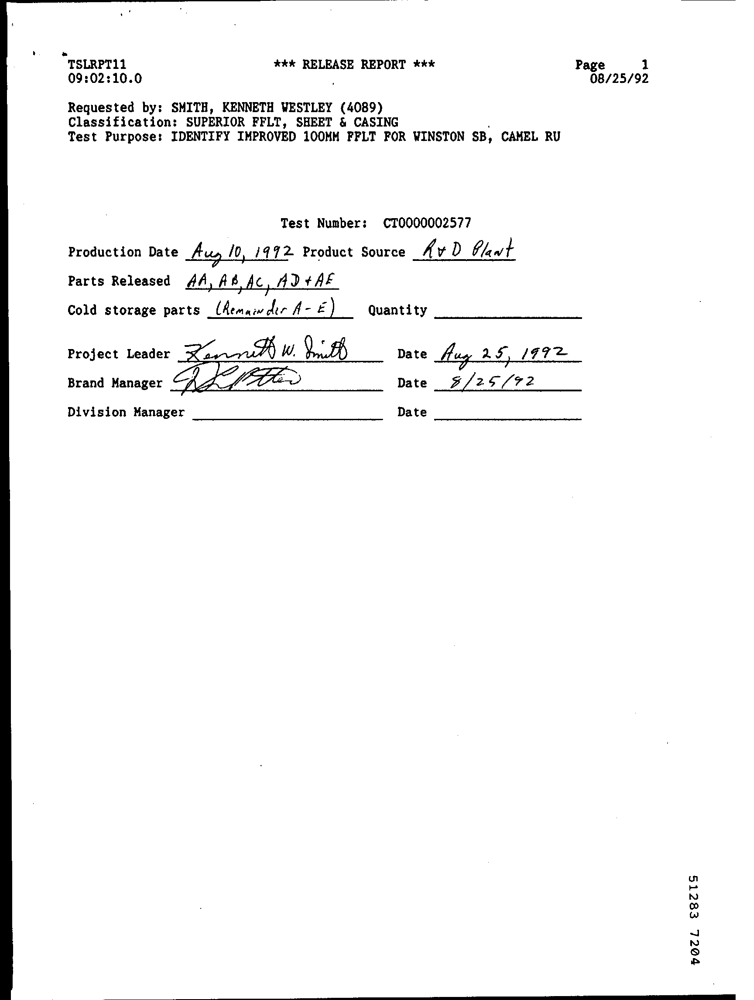 TSLRPT11 *** RELEASE REPORT *** Page 1
09:02:10.0 08/25/92
Requested by: SMITH, KENNETH WESTLEY (4089)
Classification: SUPERIOR FFLT, SHEET & CASING
Test Purpose: IDENTIFY IMPROVED 100MM FFLT FOR WINSTON SB, CAMEL RU
Test Number: CT0000002577
Production Date Aug 10, 1992 Product Source R & D Plant
Parts Released AA, AB, AC, AD + AE
Cold storage parts (Remainder A - E) Quantity
Project Leader Kenneth W. Smith Date Aug 25, 1992
Brand Manager Date 8/25/92
Division Manager Date
51283 7204